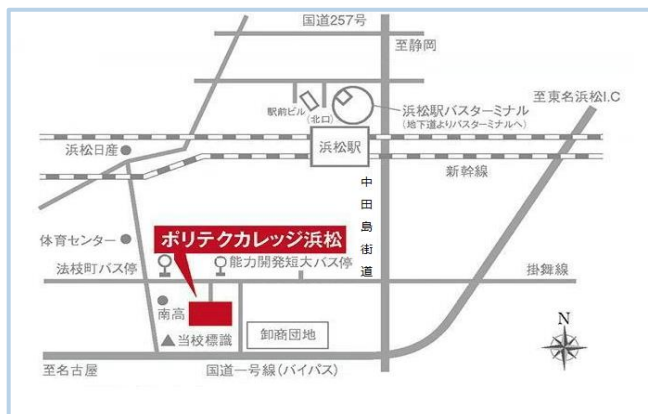 国道257号
至静岡
至東名浜松I.C
駅前ビル
(北口)
浜松駅バスターミナル
(地下道よりバスターミナルへ)
浜松日産
浜松駅
新幹線
中田島街道
体育センター
ポリテクカレッジ浜松
法枝町バス停
能力開発短大バス停
掛舞線
南高
当校標識
卸商団地
N
至名古屋
国道一号線(バイパス)